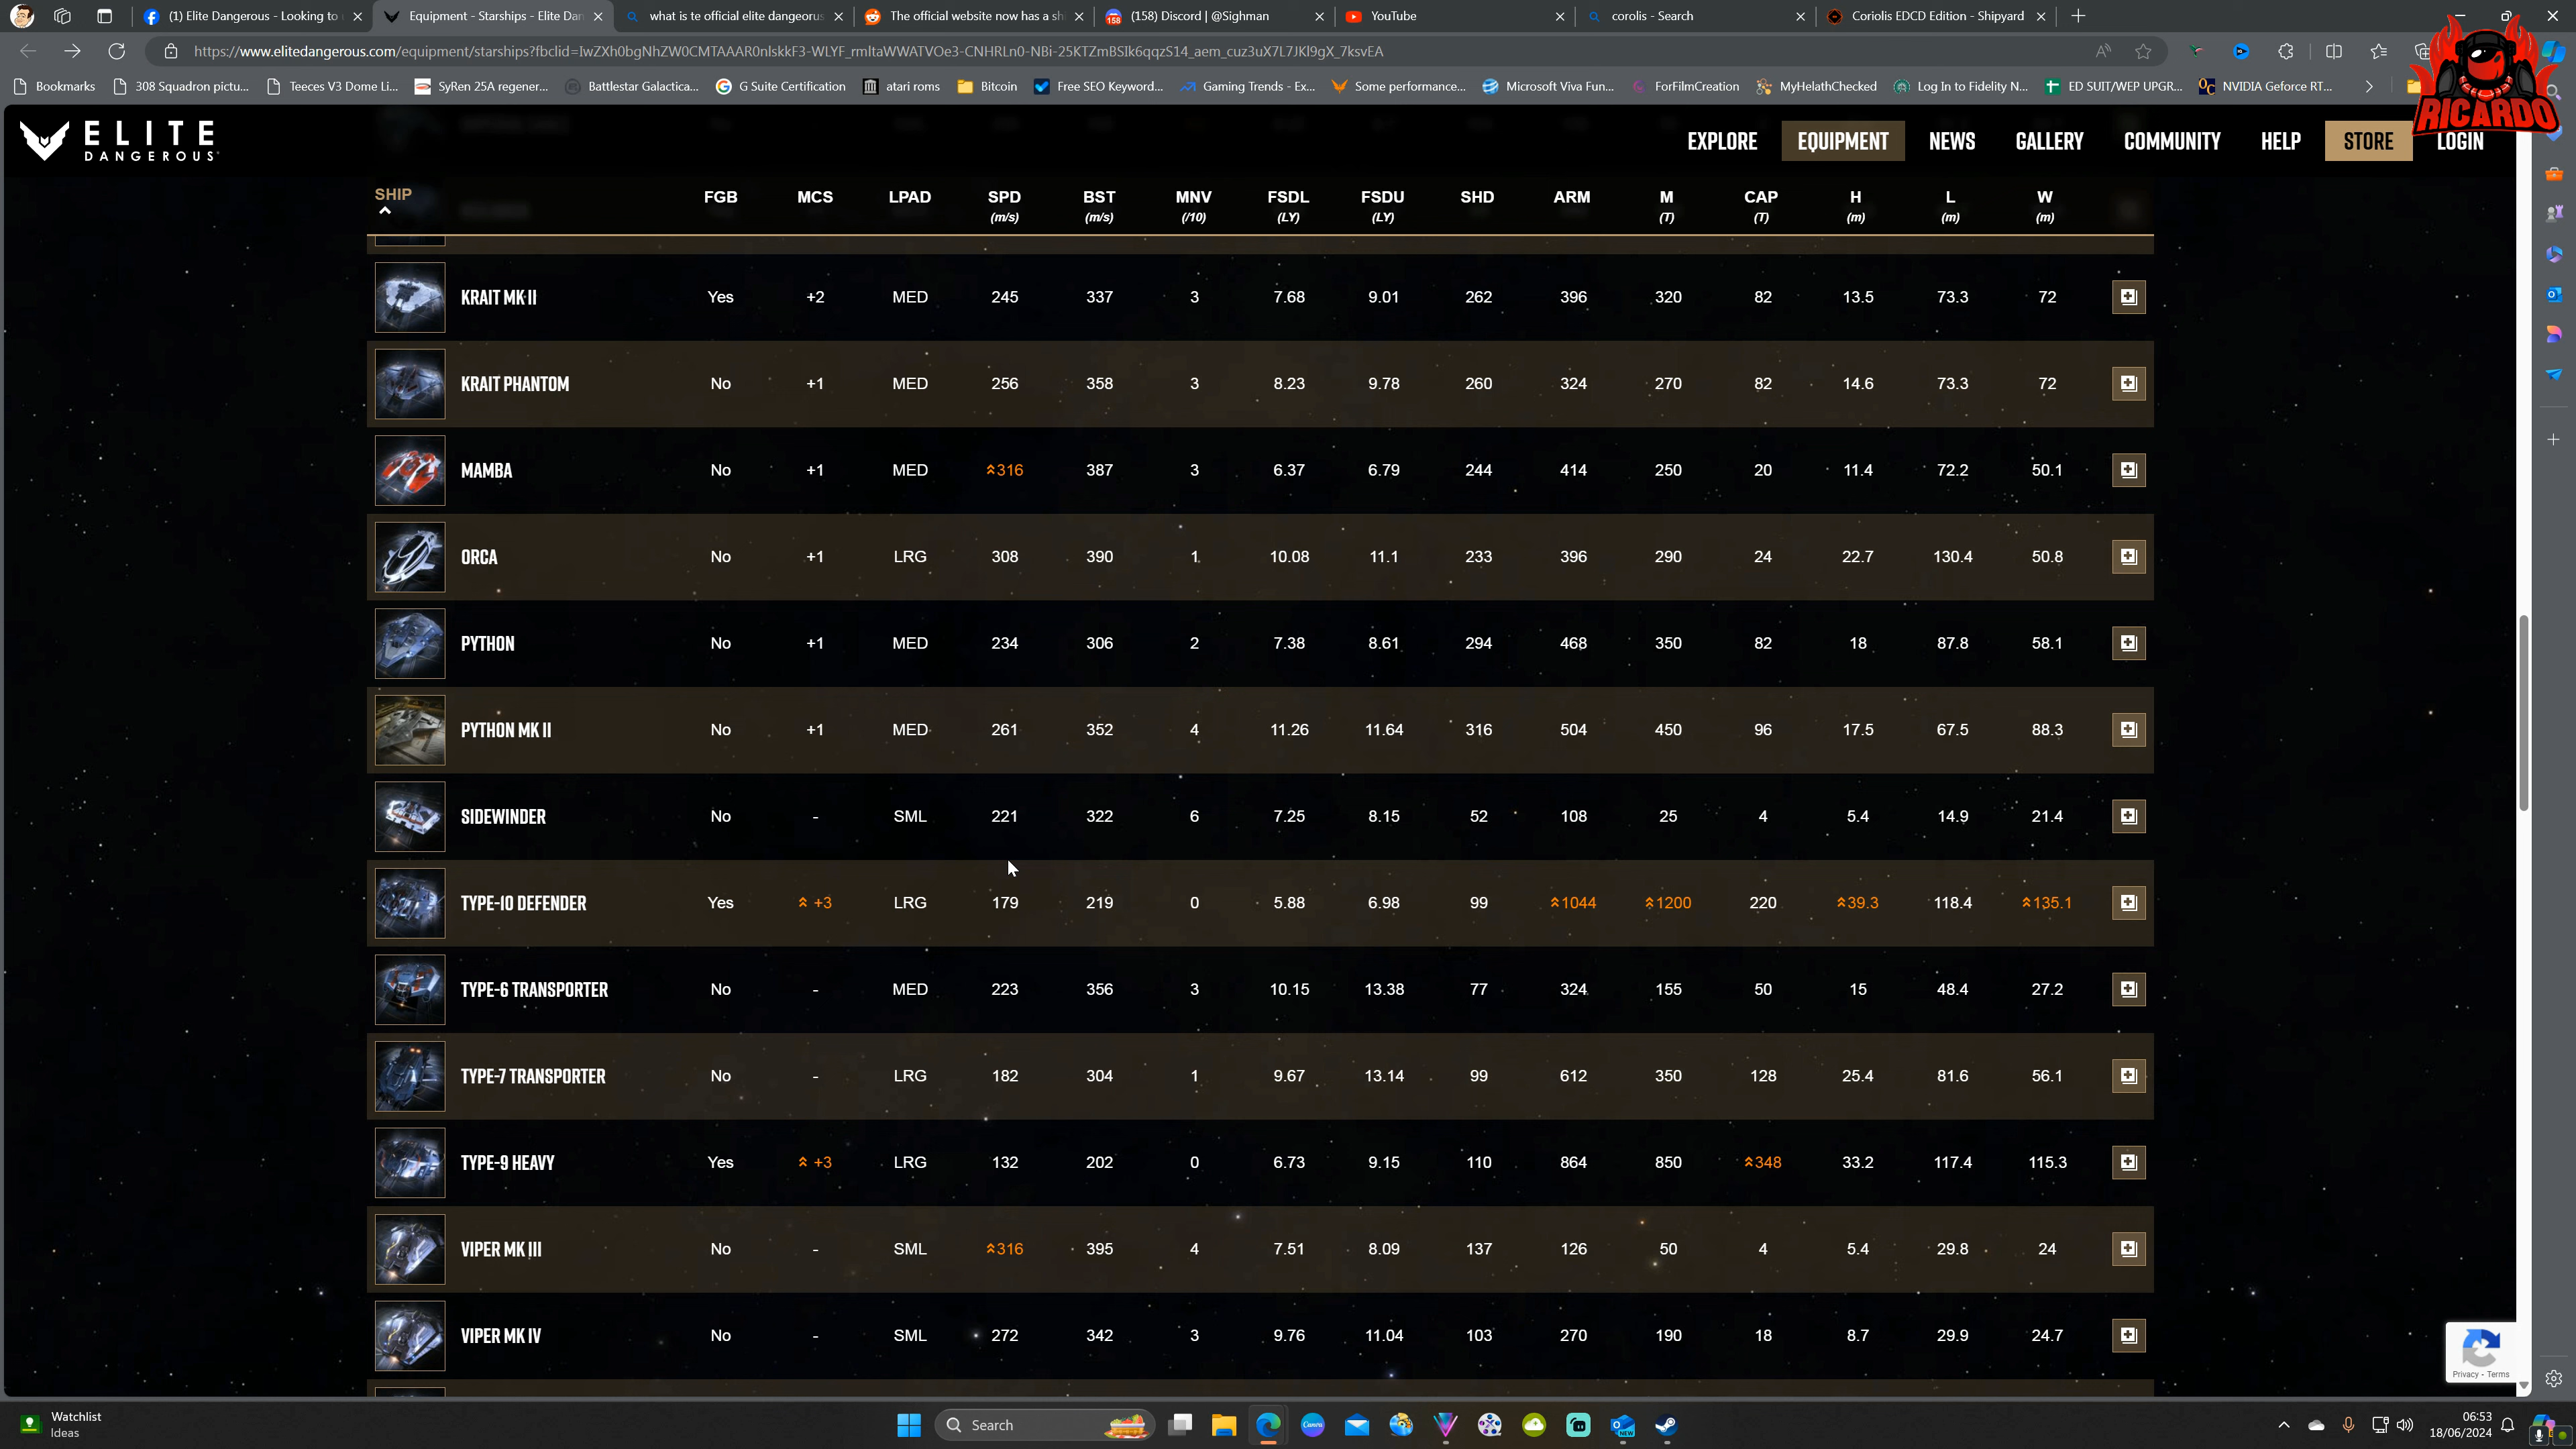 (1) Elite Dangerous - Looking to Equipment - Starships - Elite Dan what is te official elite dangeorus The official website now has a sh (158) Discord | @Sighman YouTube corolis - Search Coriolis EDCD Edition - Shipyard
https://www.elitedangerous.com/equipment/starships?fbclid=IwZXh0bgNhZW0CMTAAAR0nlskkF3-WLYF_rmItaWWATVOe3-CNHRLn0-NBi-25KTZmBSIk6qqzS14_aem_cuz3uX7L7JKl9gX_7ksvEA
Bookmarks 308 Squadron pictu... Teeces V3 Dome Li... SyRen 25A regener... Battlestar Galactica... G Suite Certification atari roms Bitcoin Free SEO Keyword... Gaming Trends - Ex... Some performance... Microsoft Viva Fun... ForFilmCreation MyHelathChecked Log In to Fidelity N... ED SUIT/WEP UPGR... NVIDIA Geforce RT...
RICARDO
ELITE
DANGEROUS
EXPLORE EQUIPMENT NEWS GALLERY COMMUNITY HELP STORE LOGIN
SHIP FGB MCS LPAD SPD (m/s) BST (m/s) MNV (/10) FSDL (LY) FSDU (LY) SHD ARM M (T) CAP (T) H (m) L (m) W (m)
KRAIT MK II Yes +2 MED 245 337 3 7.68 9.01 262 396 320 82 13.5 73.3 72
KRAIT PHANTOM No +1 MED 256 358 3 8.23 9.78 260 324 270 82 14.6 73.3 72
MAMBA No +1 MED 316 387 3 6.37 6.79 244 414 250 20 11.4 72.2 50.1
ORCA No +1 LRG 308 390 1 10.08 11.1 233 396 290 24 22.7 130.4 50.8
PYTHON No +1 MED 234 306 2 7.38 8.61 294 468 350 82 18 87.8 58.1
PYTHON MK II No +1 MED 261 352 4 11.26 11.64 316 504 450 96 17.5 67.5 88.3
SIDEWINDER No - SML 221 322 6 7.25 8.15 52 108 25 4 5.4 14.9 21.4
TYPE-10 DEFENDER Yes +3 LRG 179 219 0 5.88 6.98 99 1044 1200 220 39.3 118.4 135.1
TYPE-6 TRANSPORTER No - MED 223 356 3 10.15 13.38 77 324 155 50 15 48.4 27.2
TYPE-7 TRANSPORTER No - LRG 182 304 1 9.67 13.14 99 612 350 128 25.4 81.6 56.1
TYPE-9 HEAVY Yes +3 LRG 132 202 0 6.73 9.15 110 864 850 348 33.2 117.4 115.3
VIPER MK III No - SML 316 395 4 7.51 8.09 137 126 50 4 5.4 29.8 24
VIPER MK IV No - SML 272 342 3 9.76 11.04 103 270 190 18 8.7 29.9 24.7
Privacy - Terms
Watchlist
Ideas
Search
06:53
18/06/2024